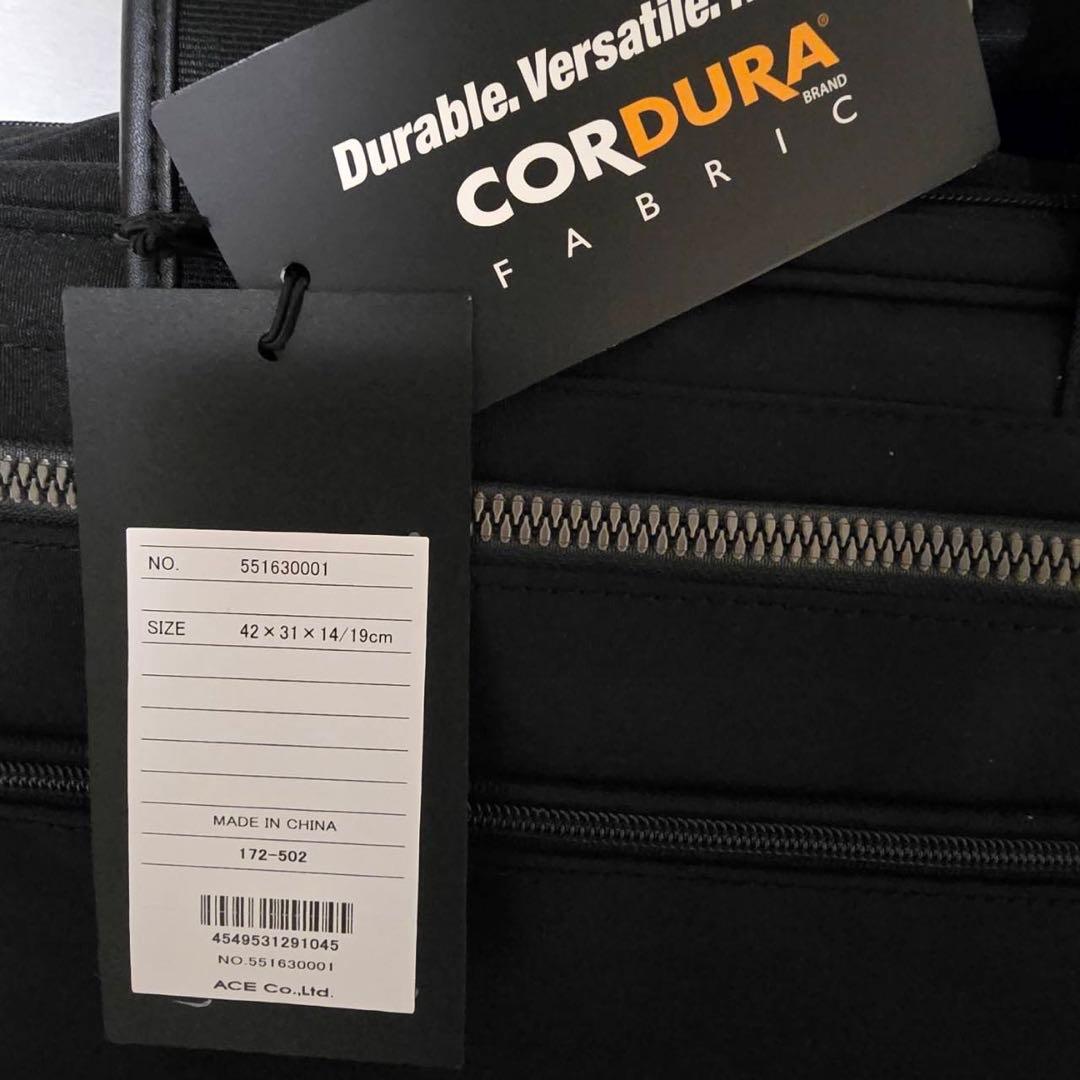 Durable. Versatile.
CORDURA®
BRAND
FABRIC
NO. 551630001
SIZE 42×31×14/19cm
MADE IN CHINA
172-502
4549531291045
NO.551630001
ACE Co.,Ltd.